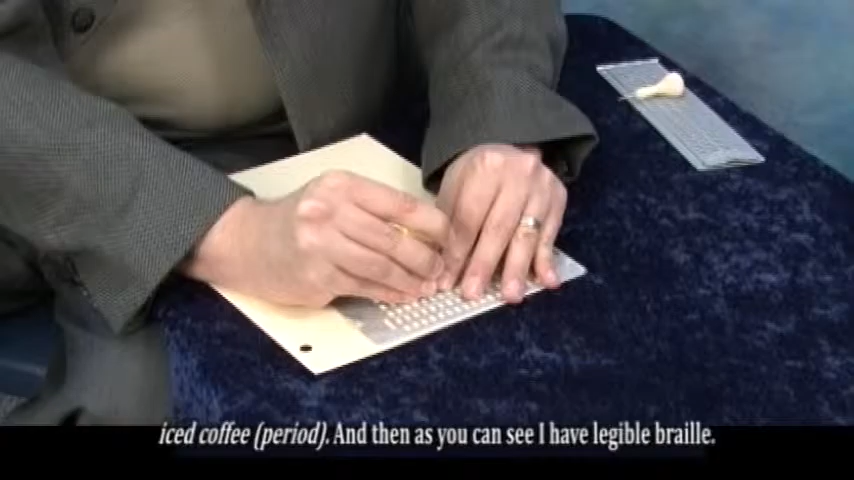 iced coffee (period). And then as you can see I have legible braille.